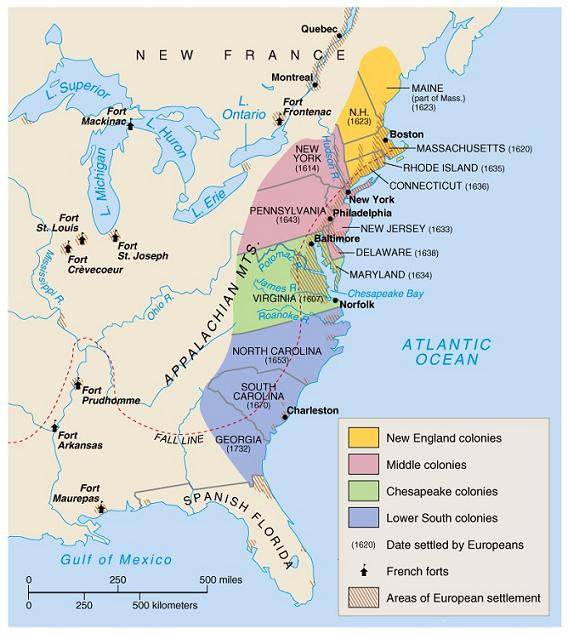 Quebec
NEW FRANCE
Montreal
L. Superior
L.
Ontario
Fort
Frontenac
MAINE
(part of Mass.)
(1623)
Fort
Mackinac
L. Huron
N.H.
(1623)
Boston
MASSACHUSETTS (1620)
NEW
YORK
(1614)
Hudson R.
RHODE ISLAND (1635)
CONNECTICUT (1636)
L. Michigan
L. Erie
New York
PENNSYLVANIA
(1643)
Philadelphia
NEW JERSEY (1633)
Fort
St. Louis
Fort
St. Joseph
Fort
Crèvecoeur
Baltimore
DELAWARE (1638)
Potomac R.
MARYLAND (1634)
Mississippi R.
Ohio R.
APPALACHIAN MTS.
James R.
VIRGINIA (1607)
Chesapeake Bay
Norfolk
Roanoke R.
NORTH CAROLINA
(1653)
ATLANTIC
OCEAN
SOUTH
CAROLINA
(1670)
Fort
Prudhomme
Charleston
Fort
Arkansas
FALL LINE
GEORGIA
(1732)
Fort
Maurepas
SPANISH FLORIDA
Gulf of Mexico
0 250 500 miles
0 250 500 kilometers
New England colonies
Middle colonies
Chesapeake colonies
Lower South colonies
(1620) Date settled by Europeans
French forts
Areas of European settlement